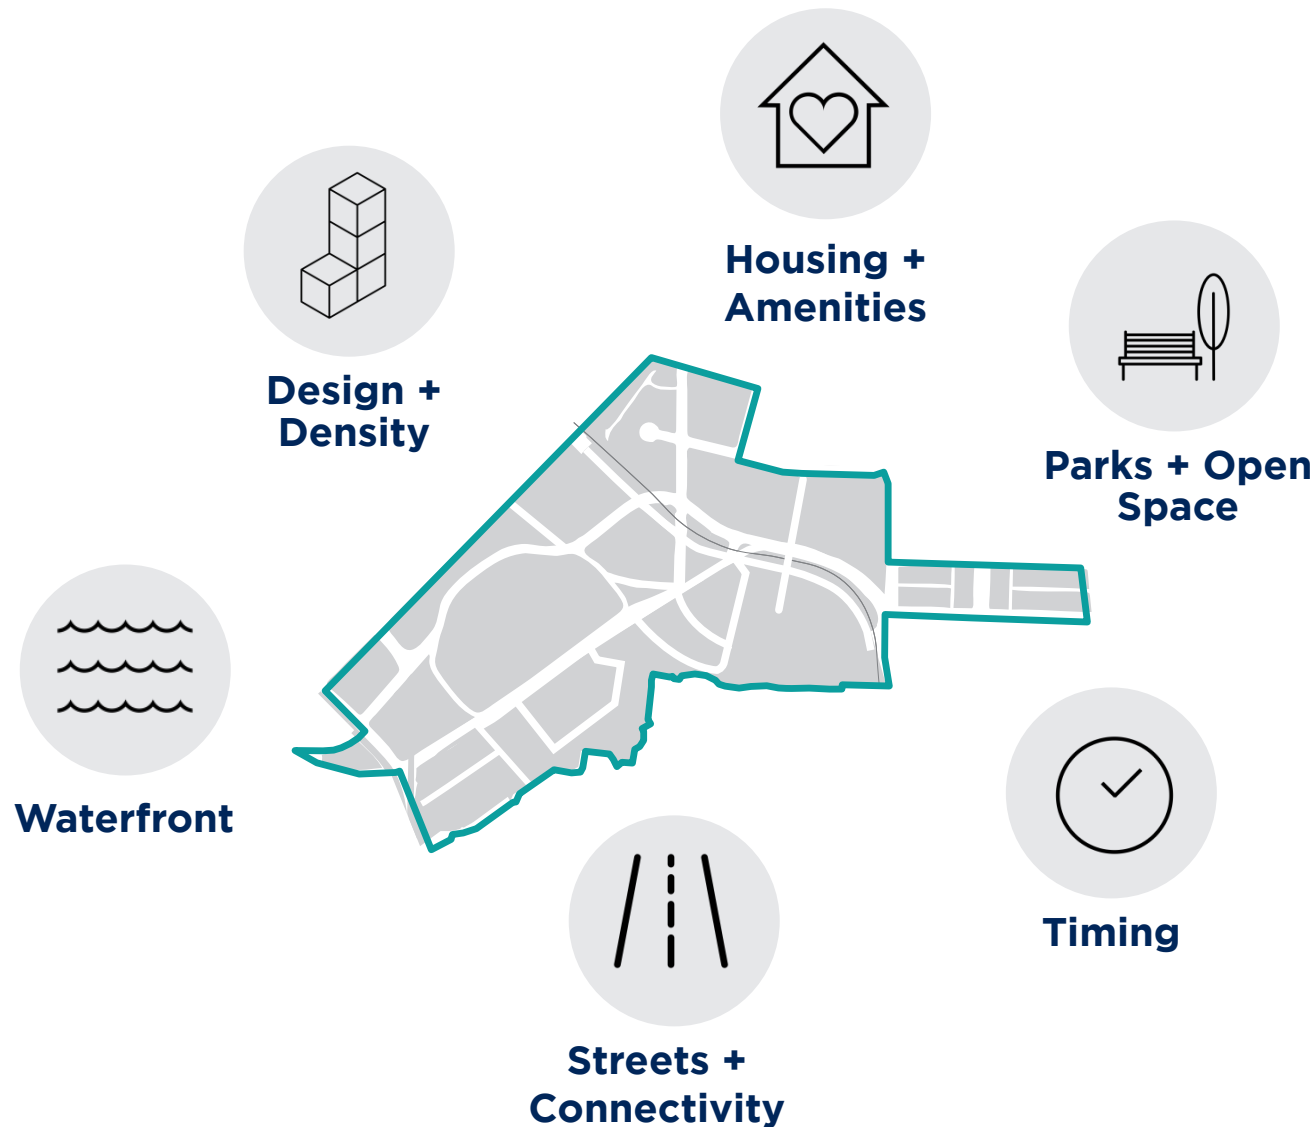 Housing +
Amenities
Design +
Density
Parks + Open
Space
Waterfront
Timing
Streets +
Connectivity